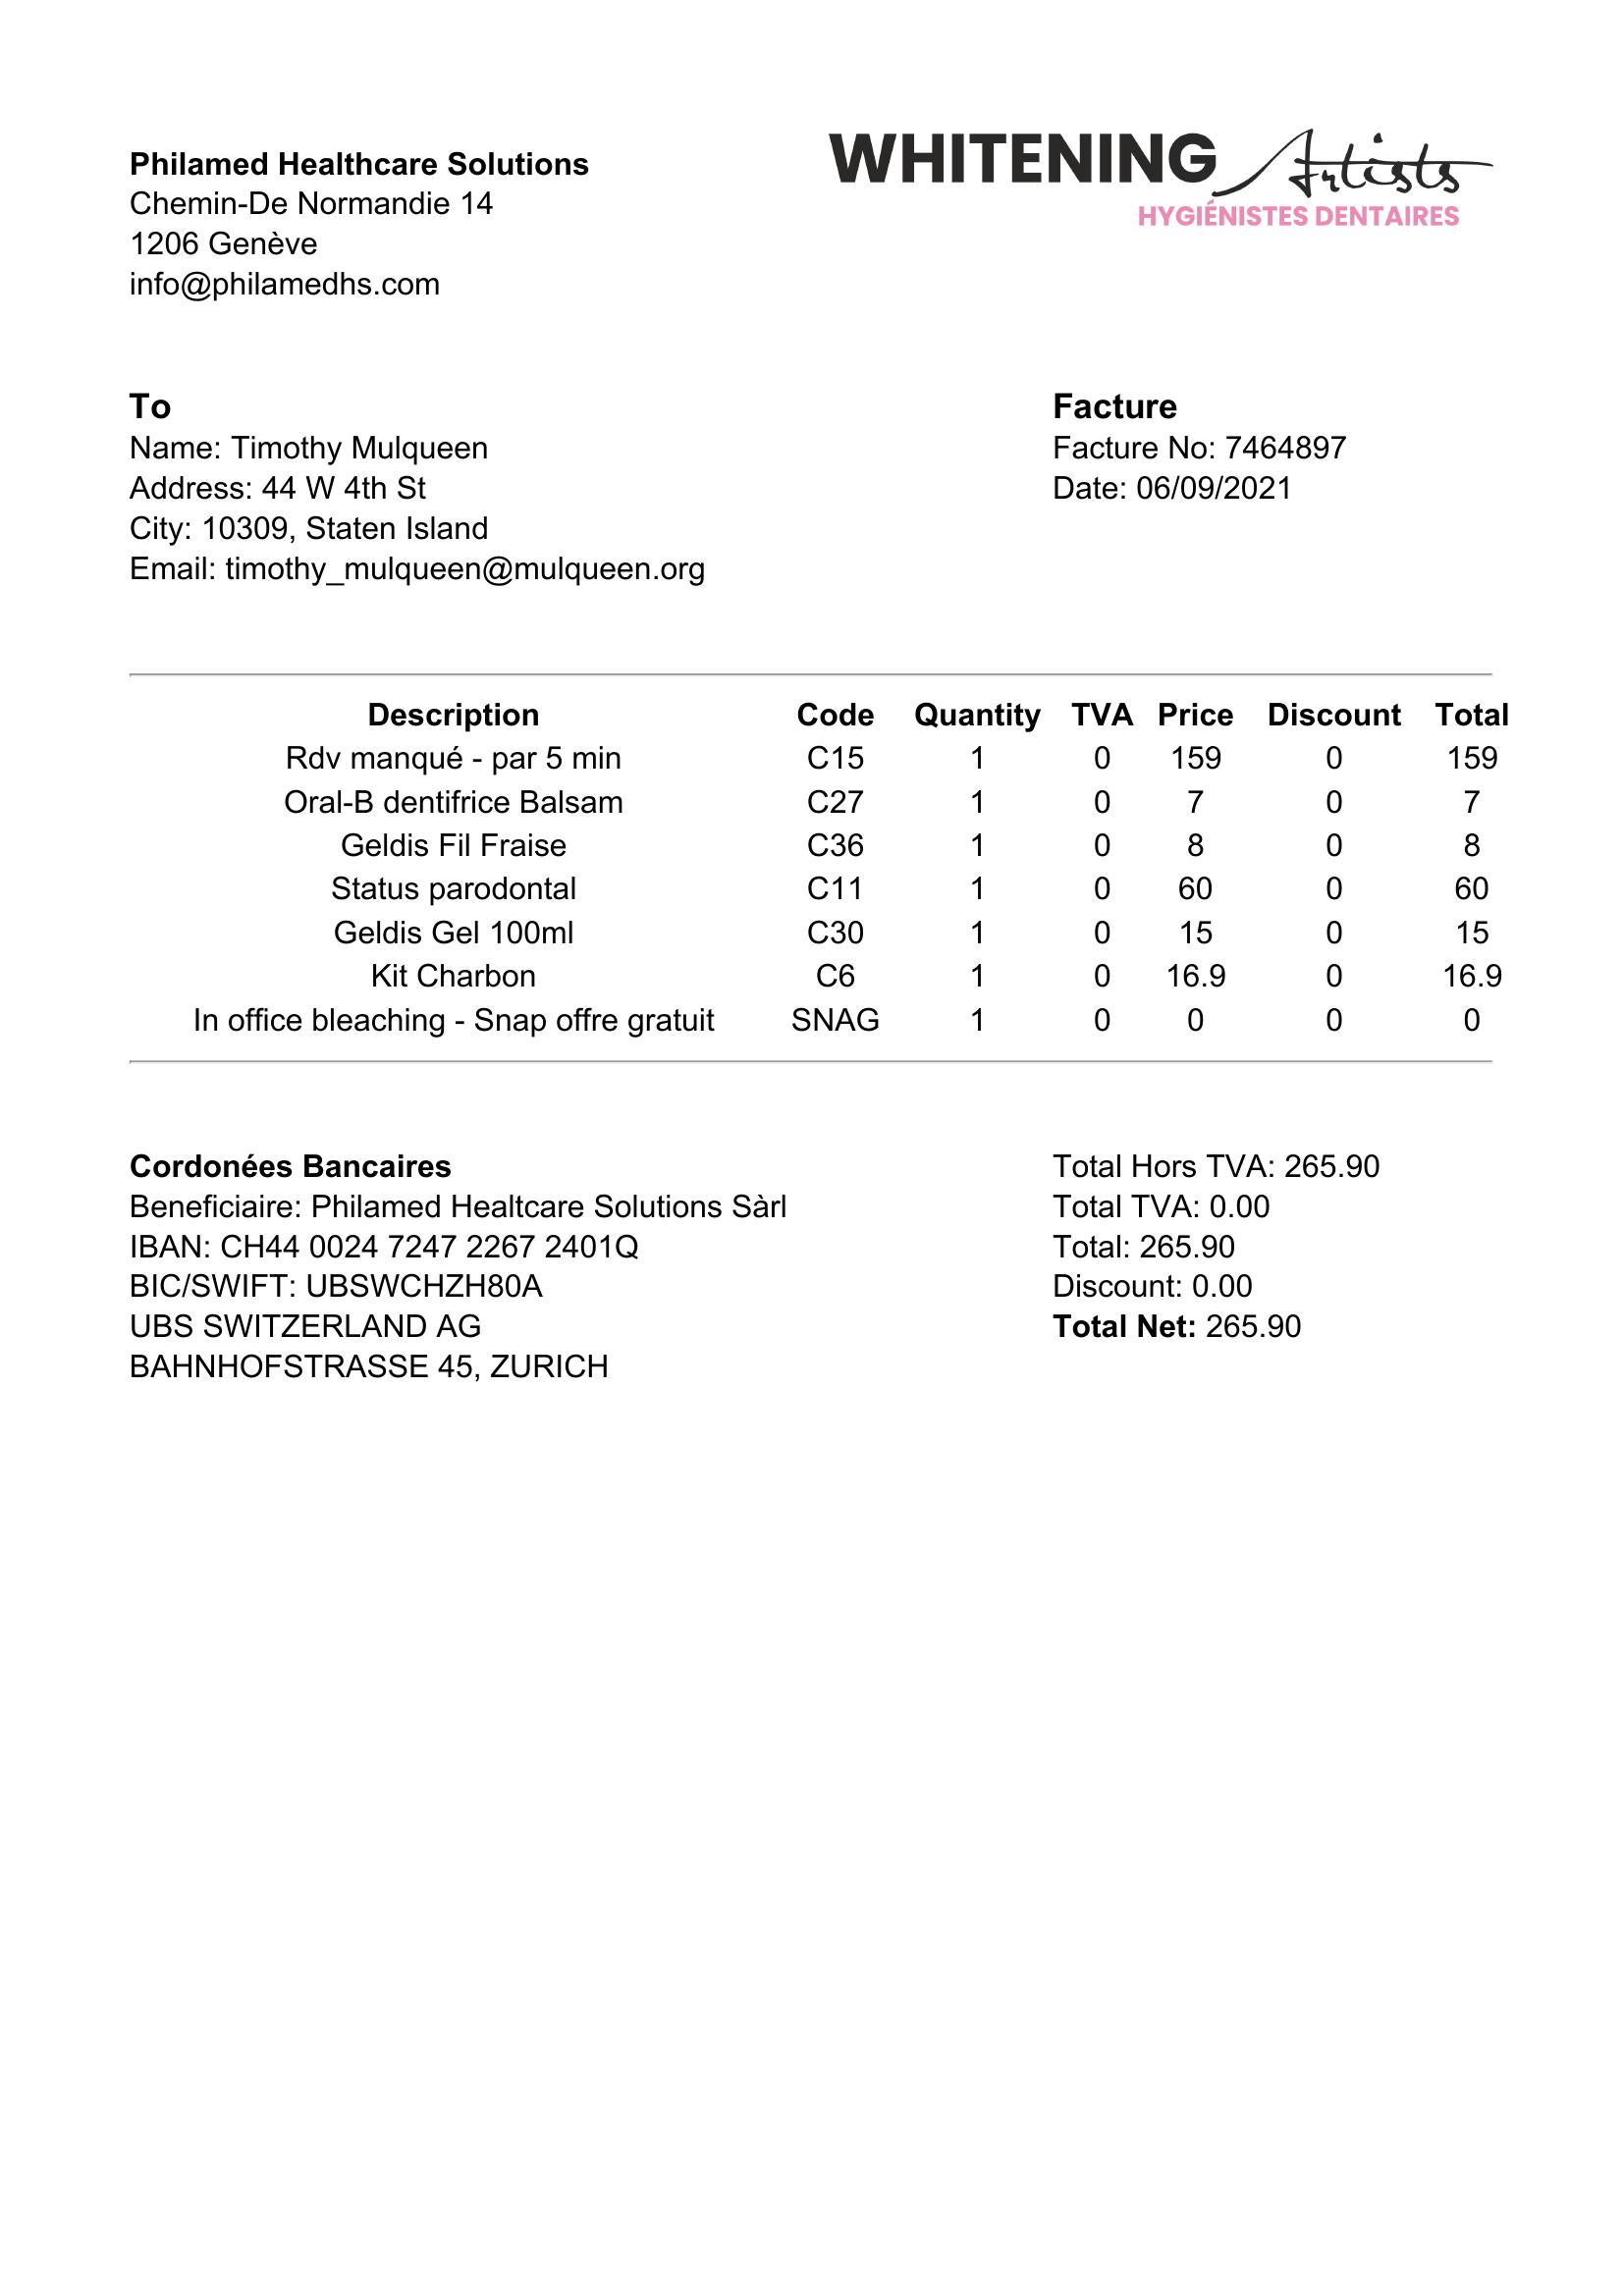 Philamed Healthcare Solutions
Chemin-De Normandie 14
1206 Genève
info@philamedhs.com
WHITENING Artists
HYGIÉNISTES DENTAIRES
To
Name: Timothy Mulqueen
Address: 44 W 4th St
City: 10309, Staten Island
Email: timothy_mulqueen@mulqueen.org
Facture
Facture No: 7464897
Date: 06/09/2021
Description Code Quantity TVA Price Discount Total
Rdv manqué - par 5 min C15 1 0 159 0 159
Oral-B dentifrice Balsam C27 1 0 7 0 7
Geldis Fil Fraise C36 1 0 8 0 8
Status parodontal C11 1 0 60 0 60
Geldis Gel 100ml C30 1 0 15 0 15
Kit Charbon C6 1 0 16.9 0 16.9
In office bleaching - Snap offre gratuit SNAG 1 0 0 0 0
Cordonées Bancaires
Beneficiaire: Philamed Healtcare Solutions Sàrl
IBAN: CH44 0024 7247 2267 2401Q
BIC/SWIFT: UBSWCHZH80A
UBS SWITZERLAND AG
BAHNHOFSTRASSE 45, ZURICH
Total Hors TVA: 265.90
Total TVA: 0.00
Total: 265.90
Discount: 0.00
Total Net: 265.90